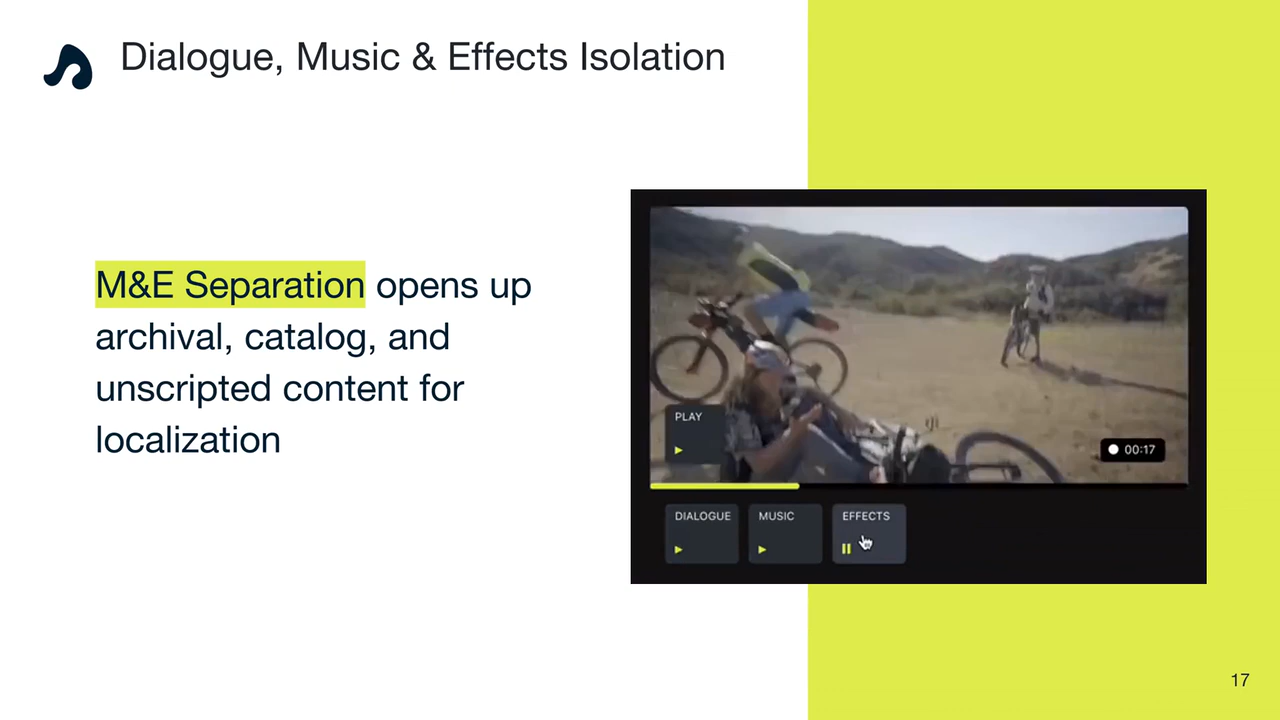 Dialogue, Music & Effects Isolation
M&E Separation opens up
archival, catalog, and
unscripted content for
localization
PLAY
00:17
DIALOGUE
MUSIC
EFFECTS
17